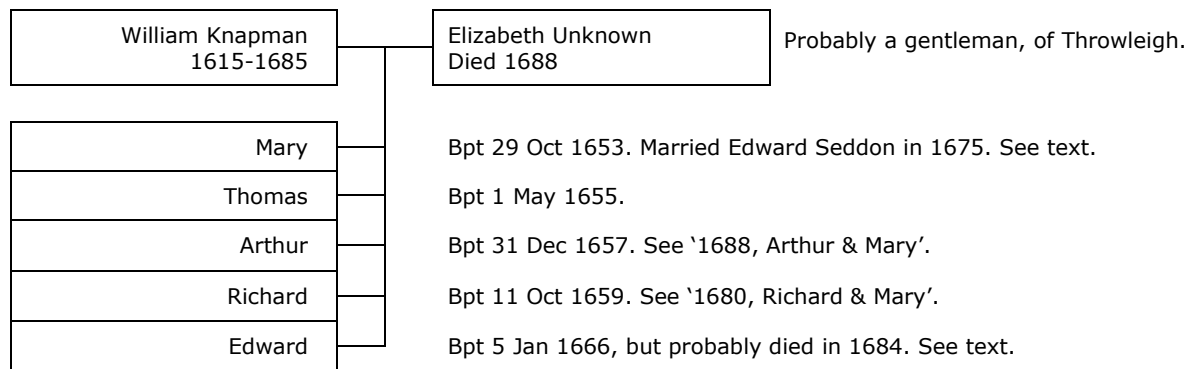 William Knapman
1615-1685
Elizabeth Unknown
Died 1688
Probably a gentleman, of Throwleigh.
Mary
Bpt 29 Oct 1653. Married Edward Seddon in 1675. See text.
Thomas
Bpt 1 May 1655.
Arthur
Bpt 31 Dec 1657. See ‘1688, Arthur & Mary’.
Richard
Bpt 11 Oct 1659. See ‘1680, Richard & Mary’.
Edward
Bpt 5 Jan 1666, but probably died in 1684. See text.